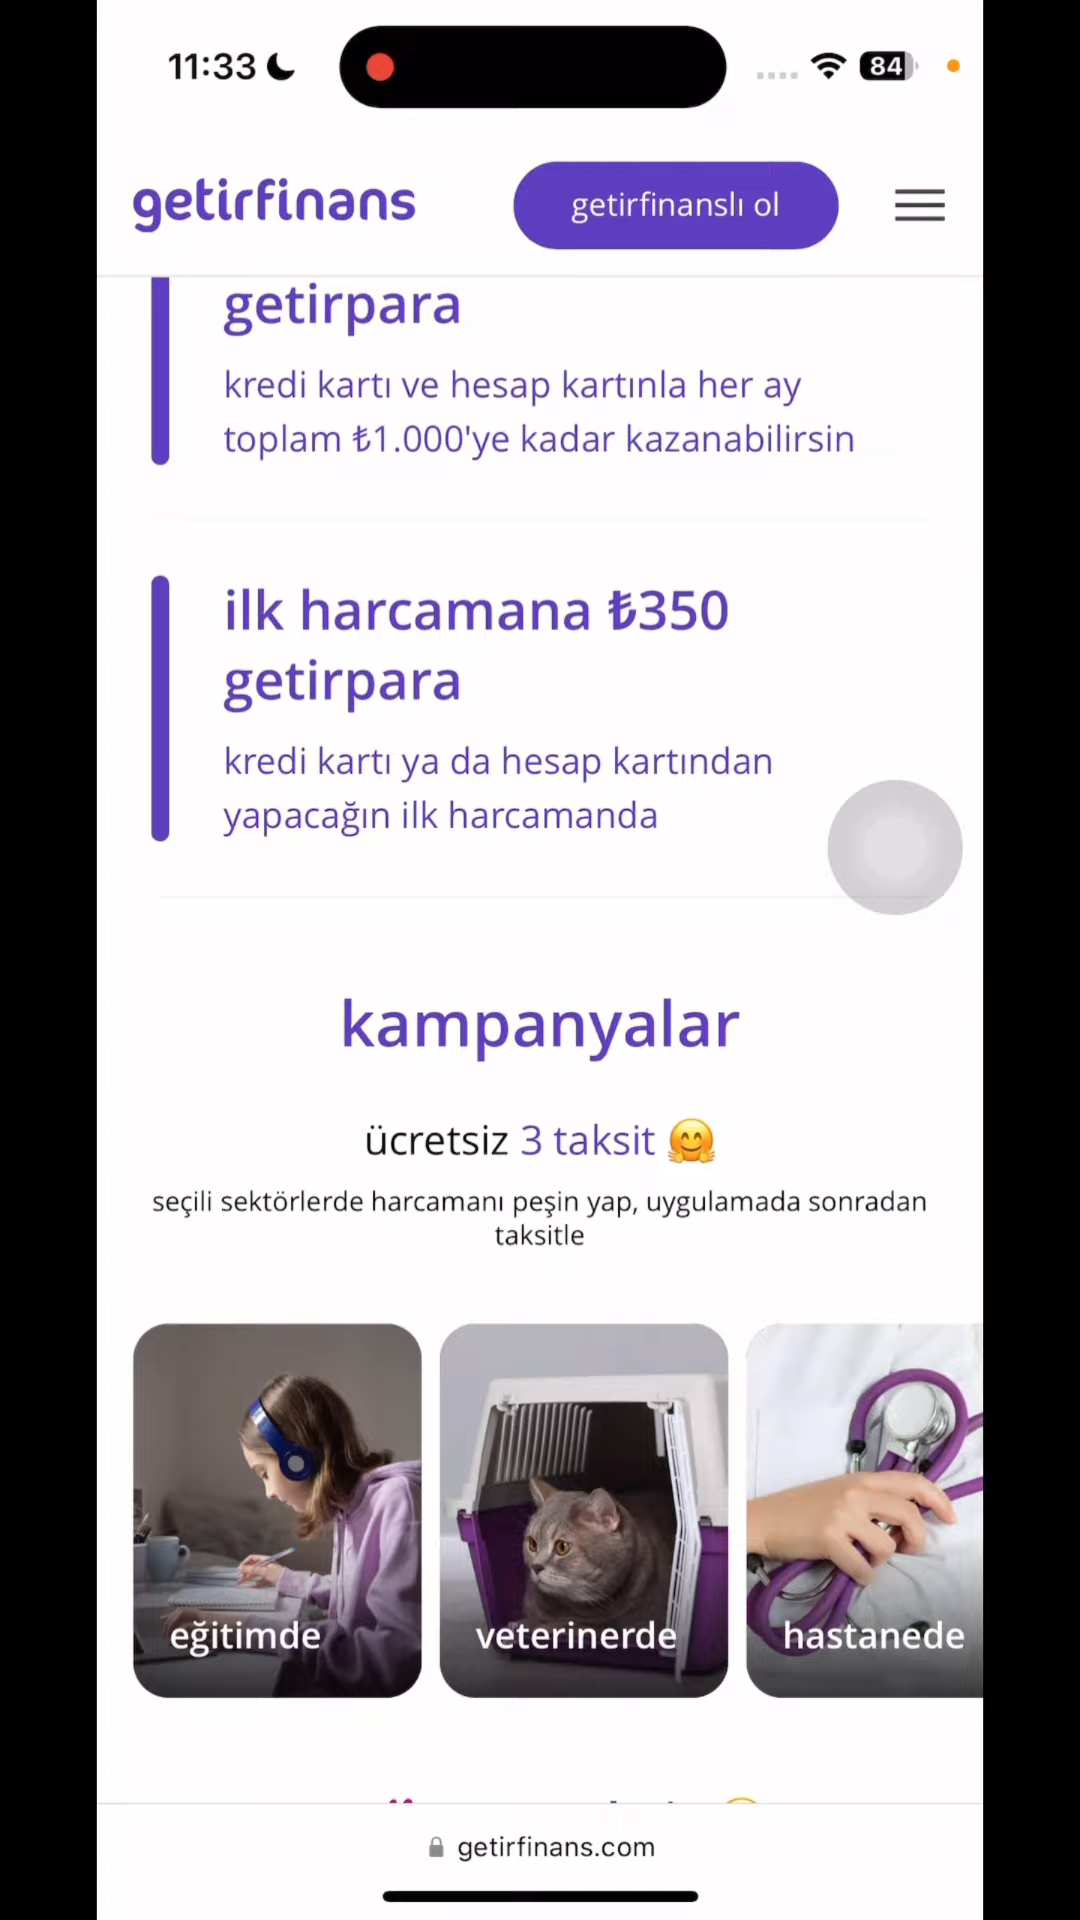 11:33
84
getirfinans
getirfinanslı ol
getirpara
kredi kartı ve hesap kartınla her ay
toplam ₺1.000'ye kadar kazanabilirsin
ilk harcamana ₺350
getirpara
kredi kartı ya da hesap kartından
yapacağın ilk harcamanda
kampanyalar
ücretsiz 3 taksit 🤗
seçili sektörlerde harcamanı peşin yap, uygulamada sonradan
taksitle
eğitimde
veterinerde
hastanede
getirfinans.com